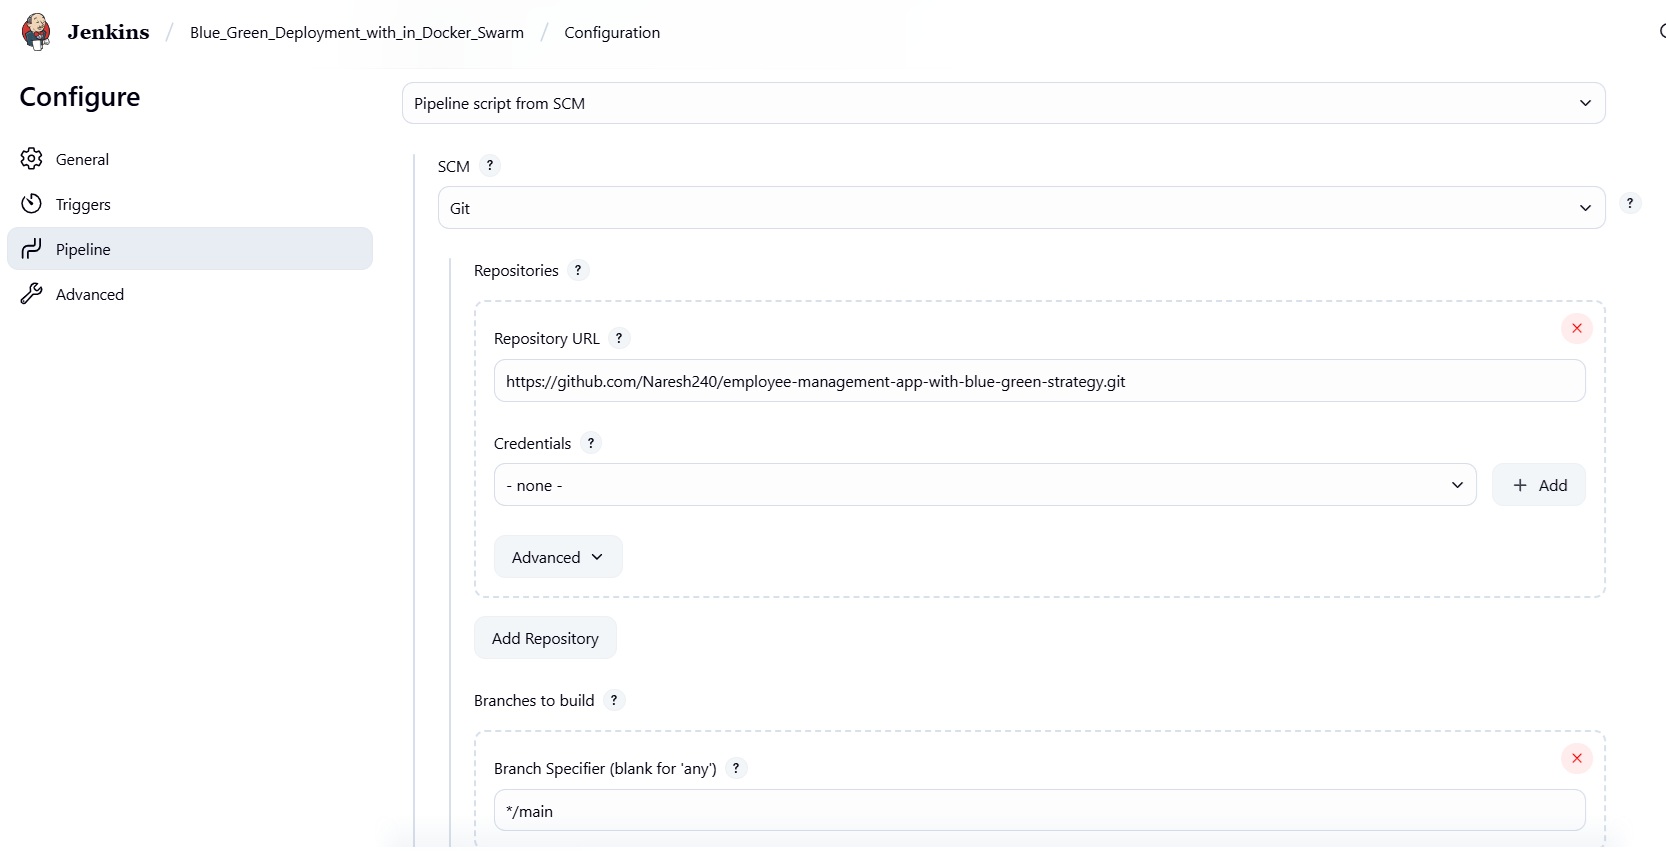 Jenkins / Blue_Green_Deployment_with_in_Docker_Swarm / Configuration
Configure
General
Triggers
Pipeline
Advanced
Pipeline script from SCM
SCM ?
Git
?
Repositories ?
Repository URL ?
https://github.com/Naresh240/employee-management-app-with-blue-green-strategy.git
Credentials ?
- none -
+ Add
Advanced
Add Repository
Branches to build ?
Branch Specifier (blank for 'any') ?
*/main